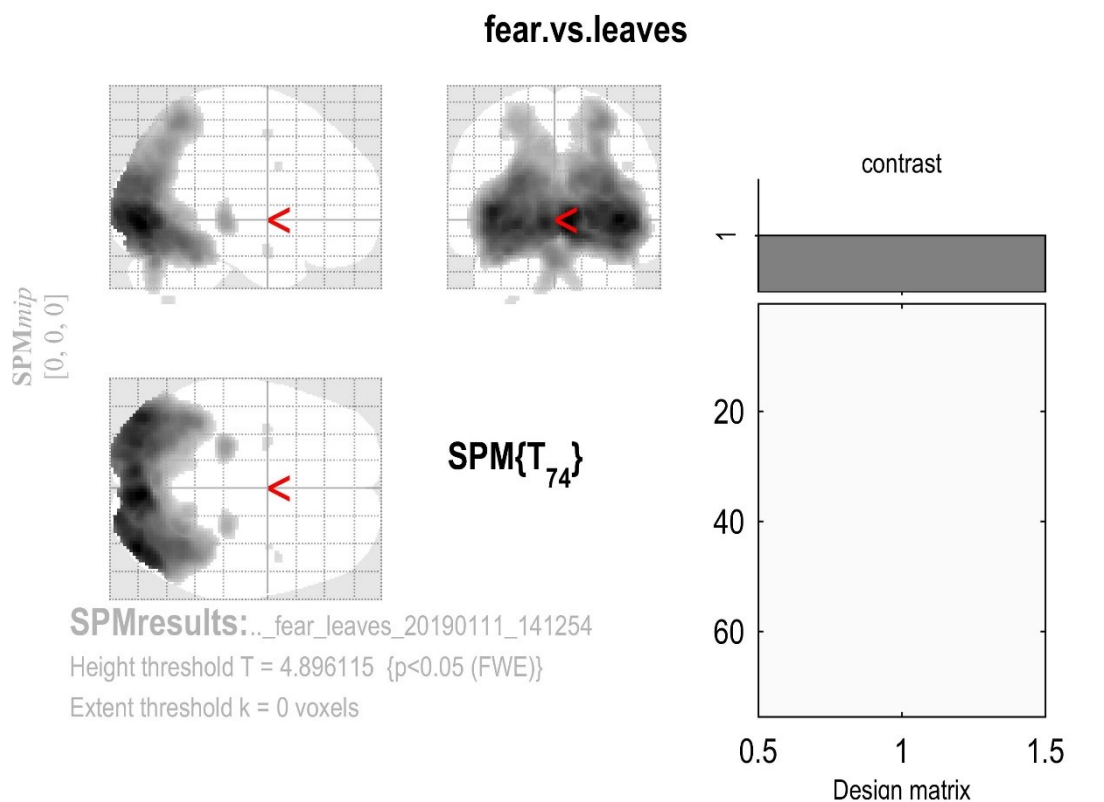 fear.vs.leaves
SPMmip
[0, 0, 0]
<
<
<
SPM{T74}
contrast
1
20
40
60
0.5 1 1.5
Design matrix
SPMresults:.._fear_leaves_20190111_141254
Height threshold T = 4.896115 {p<0.05 (FWE)}
Extent threshold k = 0 voxels